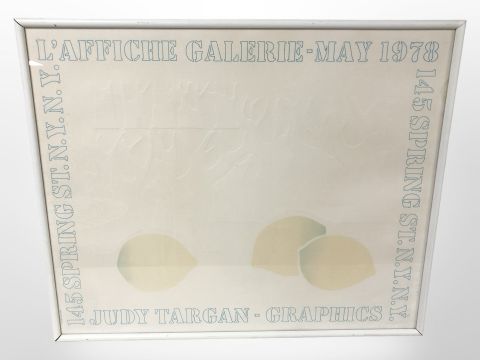 L'AFFICHE GALERIE-MAY 1978
145 SPRING ST. N.Y. N.Y.
145 SPRING ST. N.Y. N.Y.
JUDY TARGAN - GRAPHICS